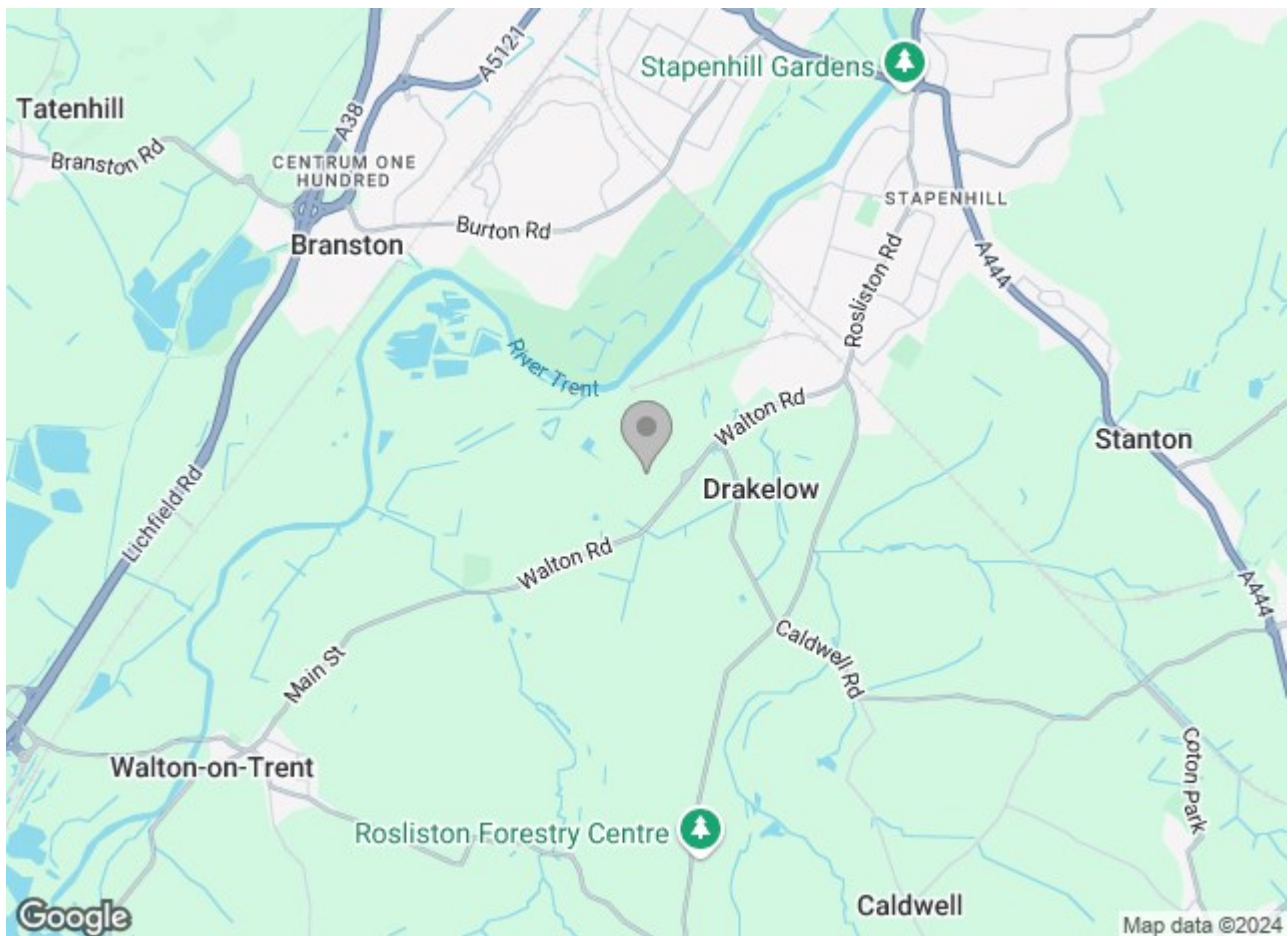 Stapenhill Gardens
A5121
A38
Tatenhill
Branston Rd
CENTRUM ONE
HUNDRED
Burton Rd
Branston
STAPENHILL
Rosliston Rd
A444
River Trent
Walton Rd
Stanton
Drakelow
Lichfield Rd
Walton Rd
A444
Caldwell Rd
Main St
Walton-on-Trent
Coton Park
Rosliston Forestry Centre
Caldwell
Google
Map data ©2024